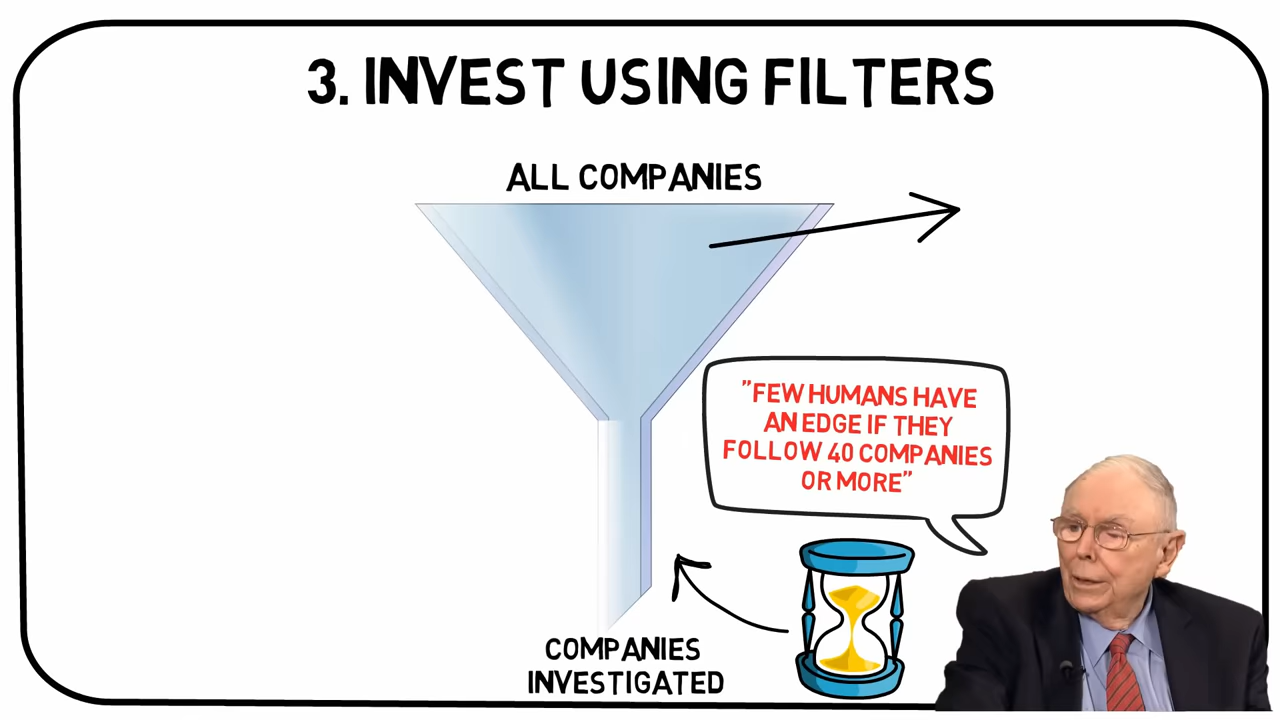 3. INVEST USING FILTERS
ALL COMPANIES
"FEW HUMANS HAVE
AN EDGE IF THEY
FOLLOW 40 COMPANIES
OR MORE"
COMPANIES
INVESTIGATED